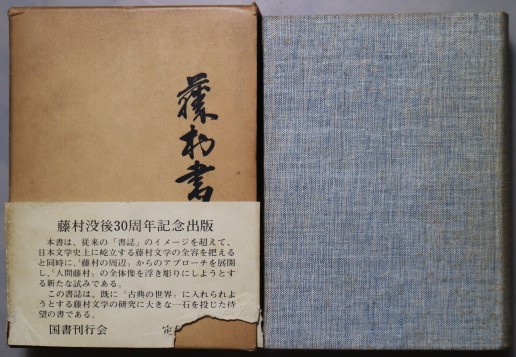 藤村書
藤村没後30周年記念出版
本書は、従来の「書誌」のイメージを超えて、
日本文学史上に屹立する藤村文学の全容を把える
と同時に、「藤村の周辺」からのアプローチを展開
し、「人間藤村」の全体像を浮き彫りにしようとす
る新たな試みである。
この書誌は、既に「古典の世界」に入れられよ
うとする藤村文学の研究に大きな一石を投じた待
望の書である。
国書刊行会